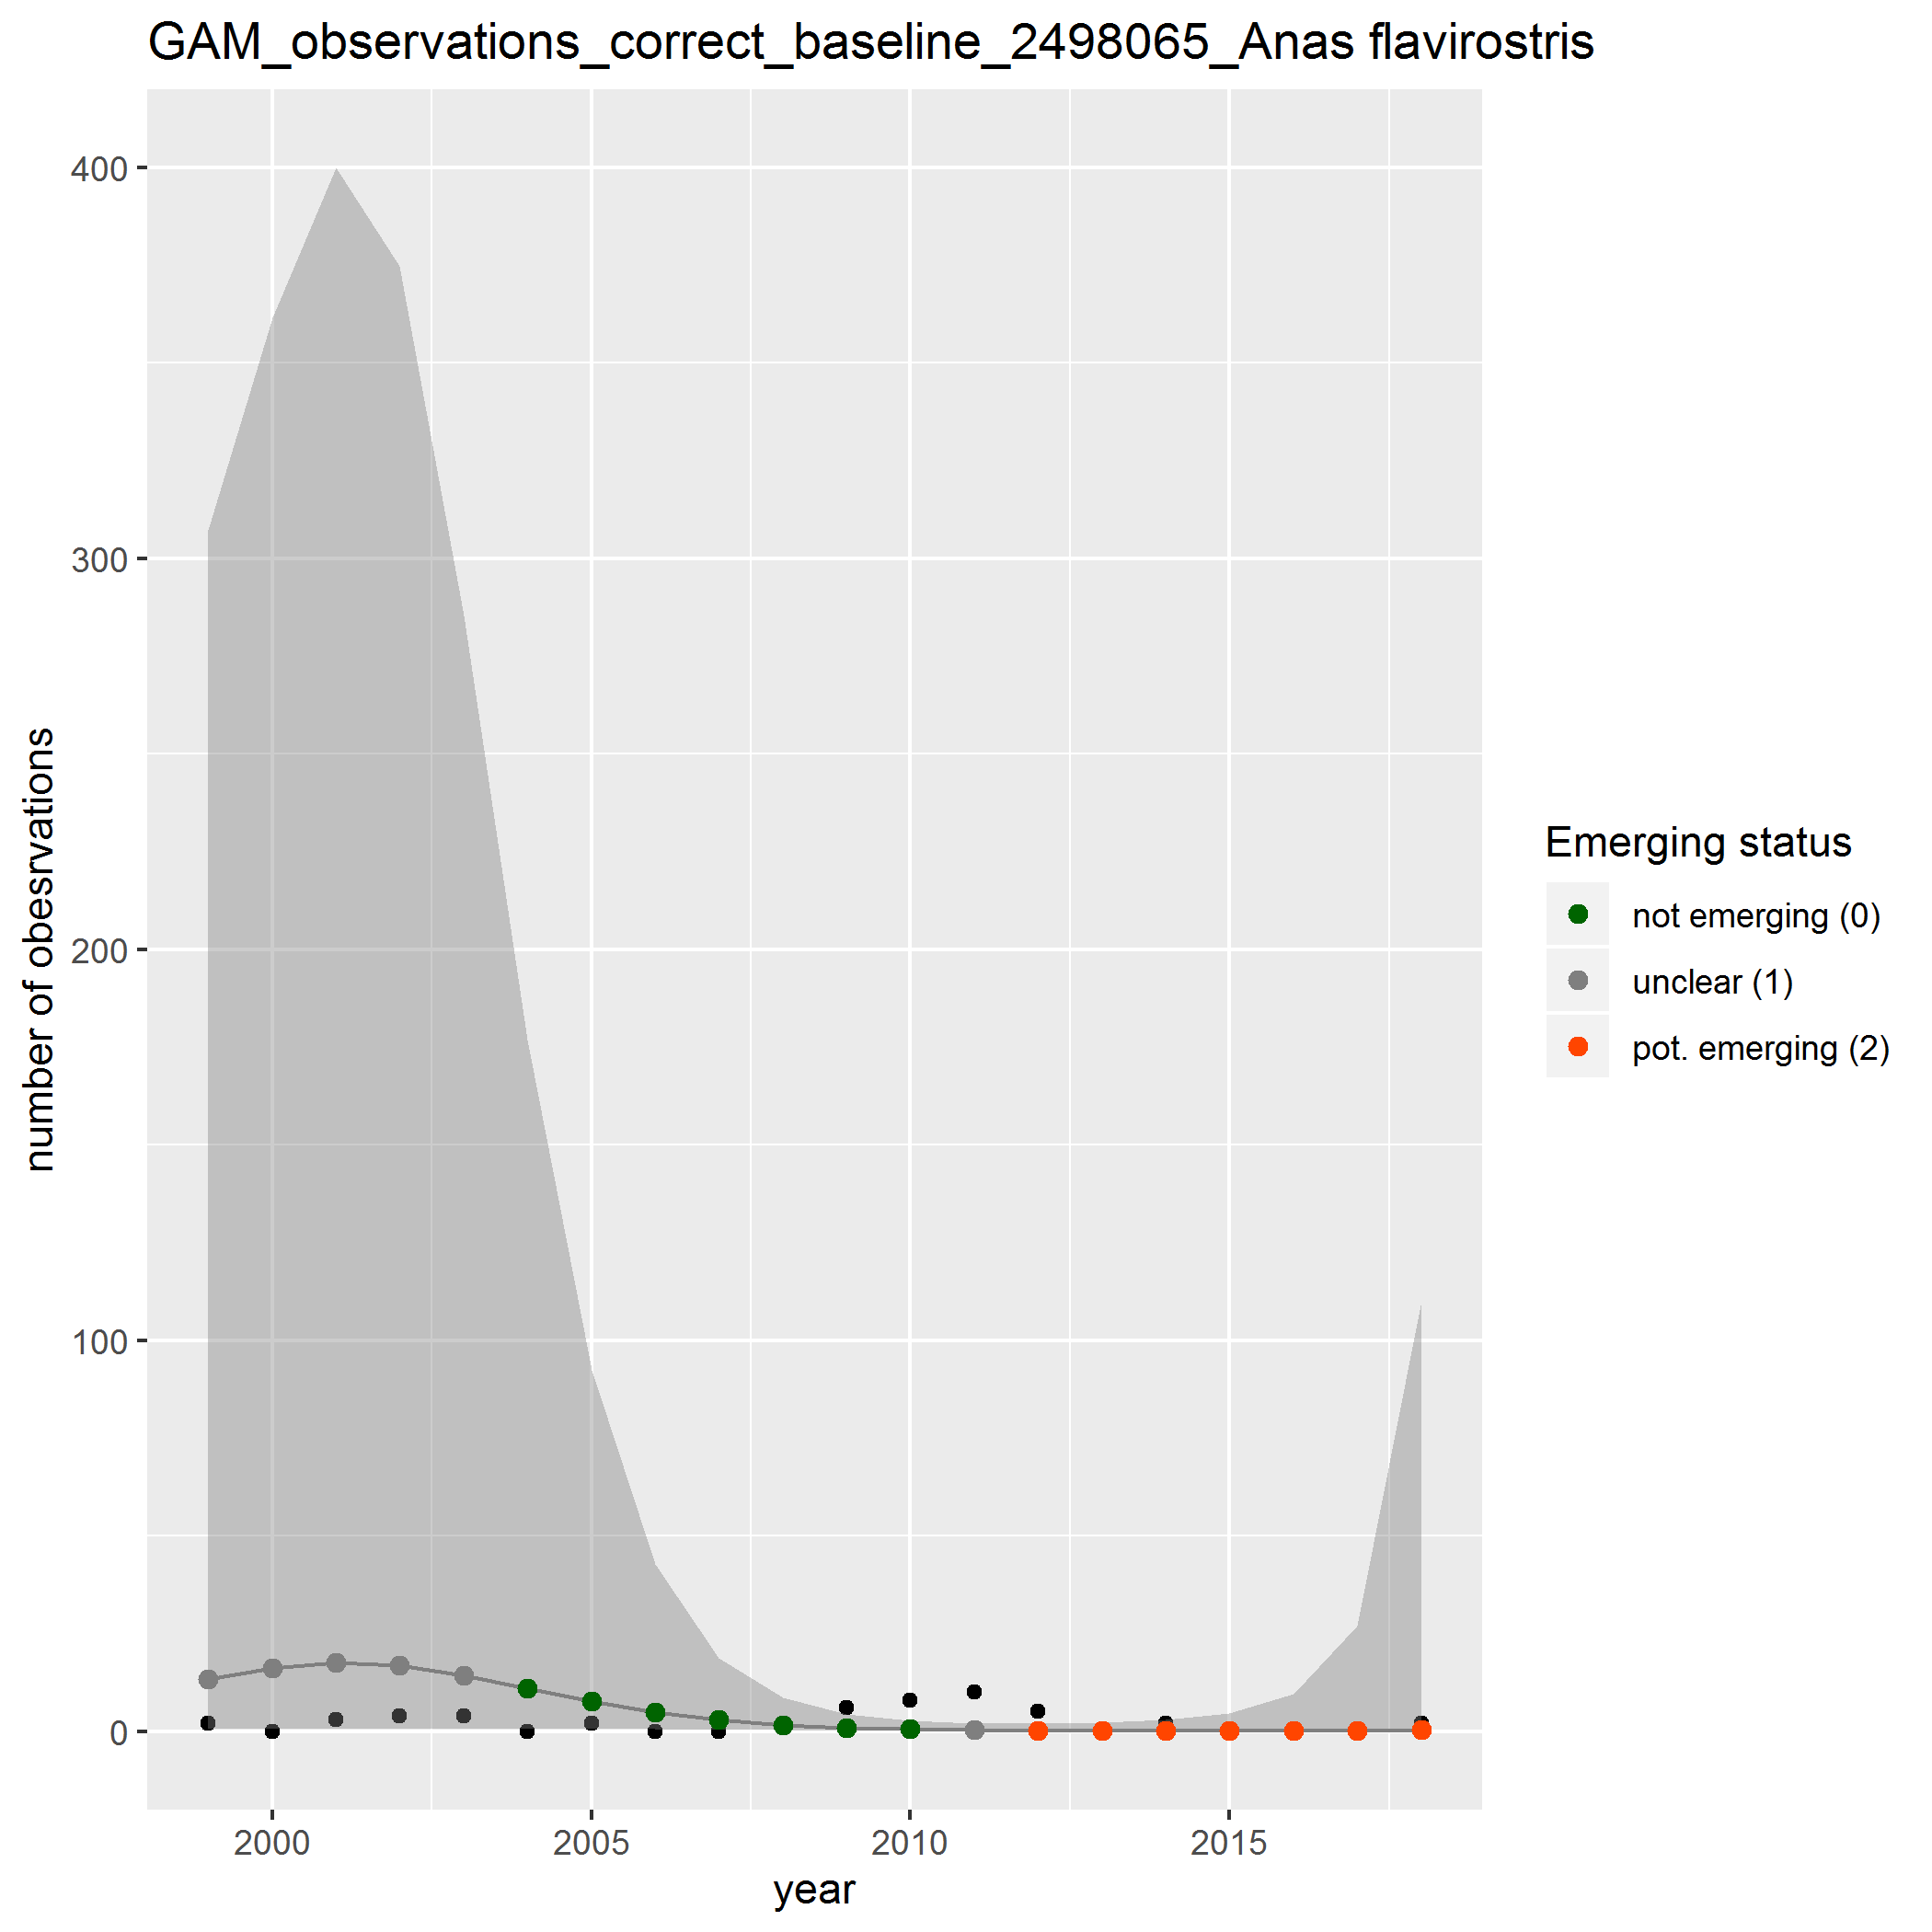 GAM_observations_correct_baseline_2498065_Anas flavirostris
400
300
200
100
0
number of obesrvations
2000 2005 2010 2015
year
Emerging status
not emerging (0)
unclear (1)
pot. emerging (2)